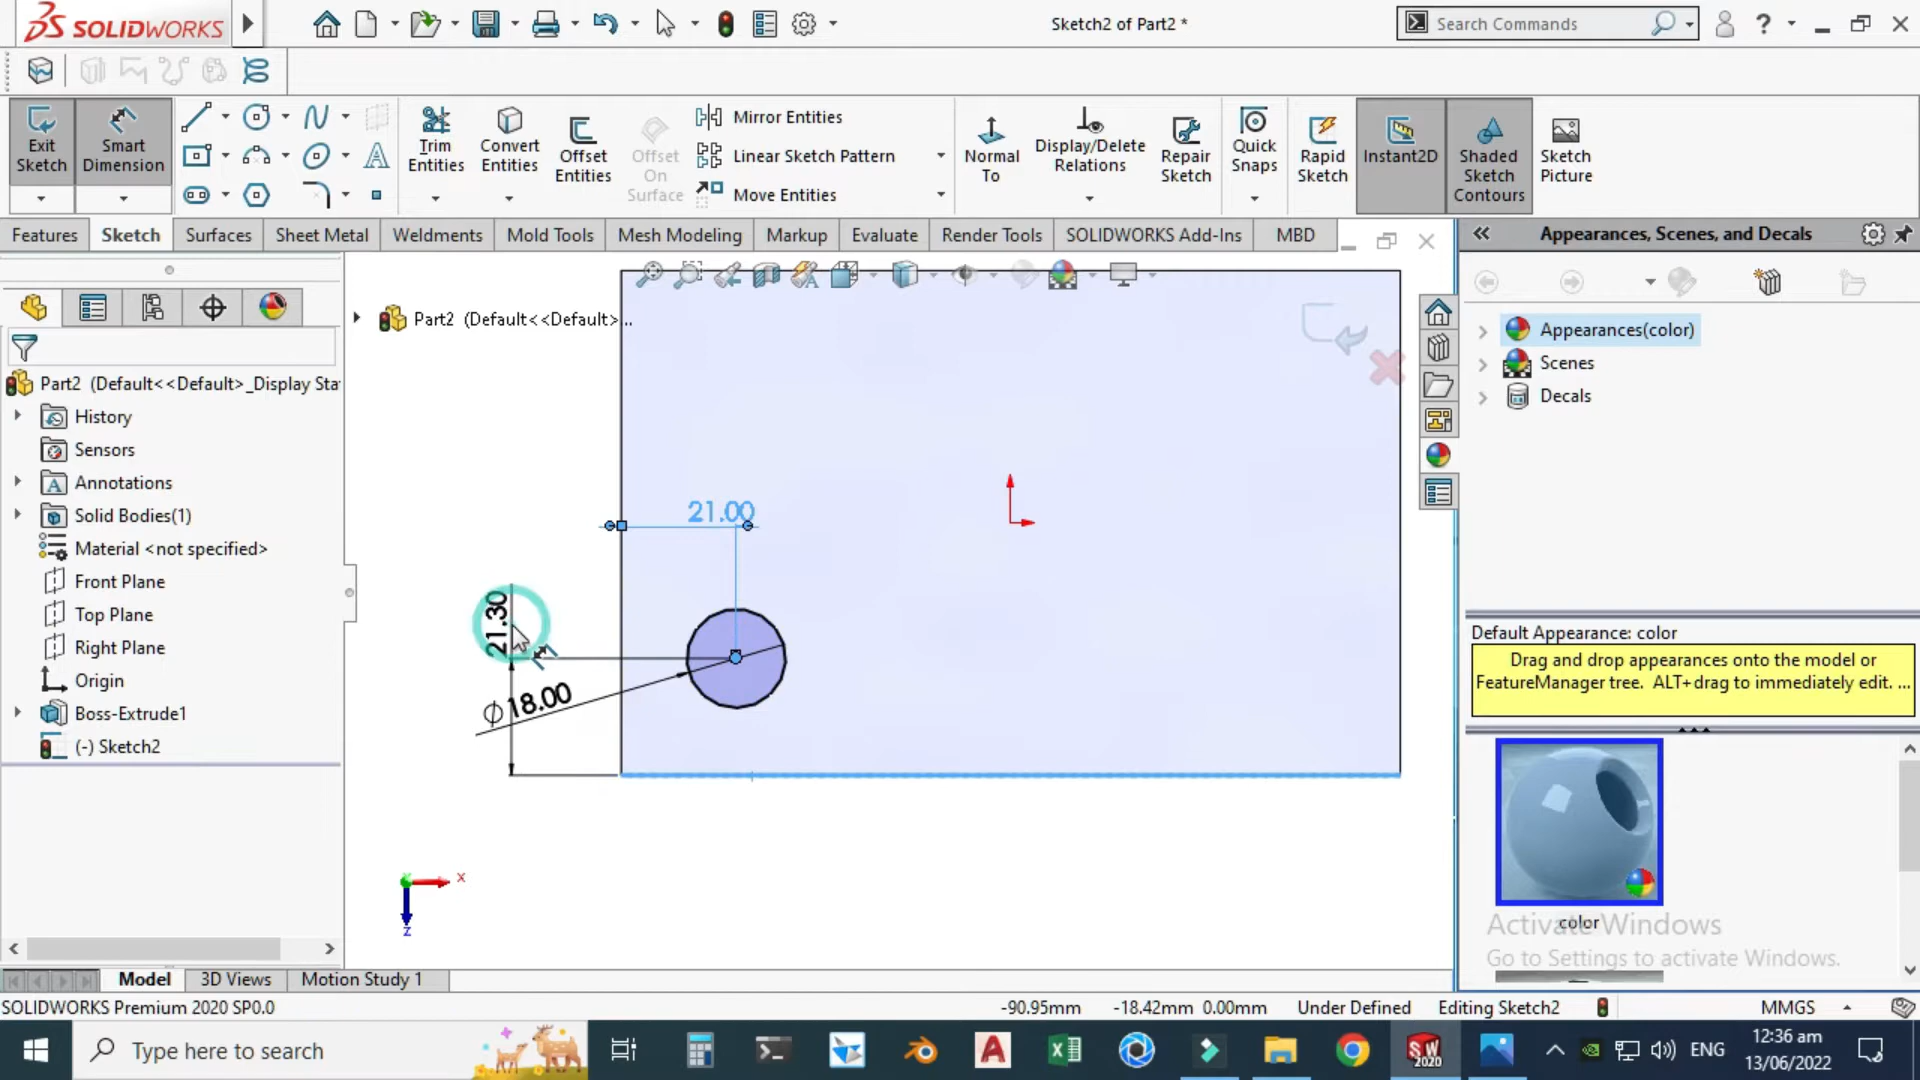 SOLIDWORKS
Sketch2 of Part2 *
Search Commands
Exit Sketch
Smart Dimension
Trim Entities
Convert Entities
Offset Entities
Offset On Surface
Mirror Entities
Linear Sketch Pattern
Move Entities
Normal To
Display/Delete Relations
Repair Sketch
Quick Snaps
Rapid Sketch
Instant2D
Shaded Sketch Contours
Sketch Picture
Features
Sketch
Surfaces
Sheet Metal
Weldments
Mold Tools
Mesh Modeling
Markup
Evaluate
Render Tools
SOLIDWORKS Add-Ins
MBD
Appearances, Scenes, and Decals
Part2 (Default<<Default>...
Part2 (Default<<Default>_Display Sta
History
Sensors
Annotations
Solid Bodies(1)
Material <not specified>
Front Plane
Top Plane
Right Plane
Origin
Boss-Extrude1
(-) Sketch2
21.00
21.30
Φ18.00
x
z
Appearances(color)
Scenes
Decals
Default Appearance: color
Drag and drop appearances onto the model or
FeatureManager tree. ALT+drag to immediately edit. ...
color
Activate Windows
Go to Settings to activate Windows.
Model
3D Views
Motion Study 1
SOLIDWORKS Premium 2020 SP0.0
-90.95mm
-18.42mm
0.00mm
Under Defined
Editing Sketch2
MMGS
Type here to search
SW
2020
ENG
12:36 am
13/06/2022